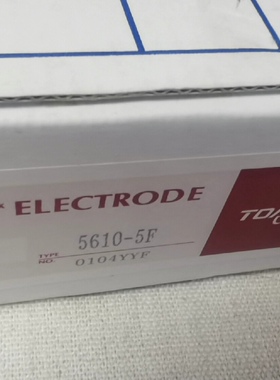 ELECTRODE
5610-5F
TYPE
NO. 0104YYF